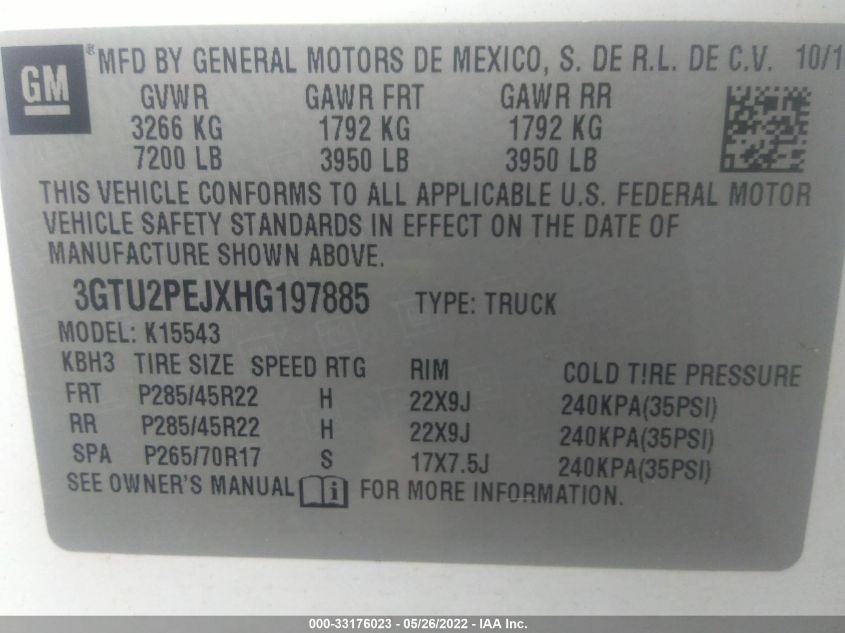 GM ® MFD BY GENERAL MOTORS DE MEXICO, S. DE R.L. DE C.V. 10/1
GVWR GAWR FRT GAWR RR
3266 KG 1792 KG 1792 KG
7200 LB 3950 LB 3950 LB
THIS VEHICLE CONFORMS TO ALL APPLICABLE U.S. FEDERAL MOTOR
VEHICLE SAFETY STANDARDS IN EFFECT ON THE DATE OF
MANUFACTURE SHOWN ABOVE.
3GTU2PEJXHG197885 TYPE: TRUCK
MODEL: K15543
KBH3 TIRE SIZE SPEED RTG RIM COLD TIRE PRESSURE
FRT P285/45R22 H 22X9J 240KPA(35PSI)
RR P285/45R22 H 22X9J 240KPA(35PSI)
SPA P265/70R17 S 17X7.5J 240KPA(35PSI)
SEE OWNER'S MANUAL i FOR MORE INFORMATION.
000-33176023 - 05/26/2022 - IAA Inc.